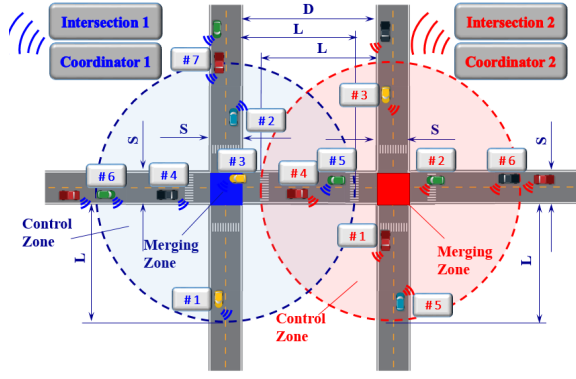 Intersection 1
Coordinator 1
D
L
L
Intersection 2
Coordinator 2
# 7
# 2
# 3
S
S
S
S
# 6
# 4
# 3
# 4
# 5
# 2
# 6
Control
Zone
Merging
Zone
L
# 1
# 1
Merging
Zone
L
# 1
Control
Zone
# 5